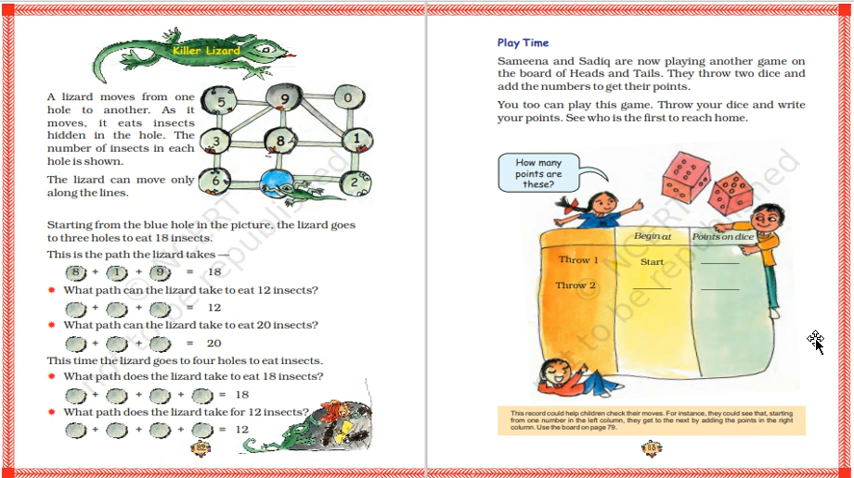 Killer Lizard
A lizard moves from one
hole to another. As it
moves, it eats insects
hidden in the hole. The
number of insects in each
hole is shown.
The lizard can move only
along the lines.
5 9 0
3 8 1
6 2
Starting from the blue hole in the picture, the lizard goes
to three holes to eat 18 insects.
This is the path the lizard takes —
8 + 1 + 9 = 18
What path can the lizard take to eat 12 insects?
+ + = 12
What path can the lizard take to eat 20 insects?
+ + = 20
This time the lizard goes to four holes to eat insects.
What path does the lizard take to eat 18 insects?
+ + + = 18
What path does the lizard take for 12 insects?
+ + + = 12
Play Time
Sameena and Sadiq are now playing another game on
the board of Heads and Tails. They throw two dice and
add the numbers to get their points.
You too can play this game. Throw your dice and write
your points. See who is the first to reach home.
How many
points are
these?
Begin at Points on dice
Throw 1 Start
Throw 2
This record could help children check their moves. For instance, they could see that, starting
from one number in the left column, they get to the next by adding the points in the right
column. Use the board on page 79.
© NCERT
not to be republished
© NCERT
not to be republished